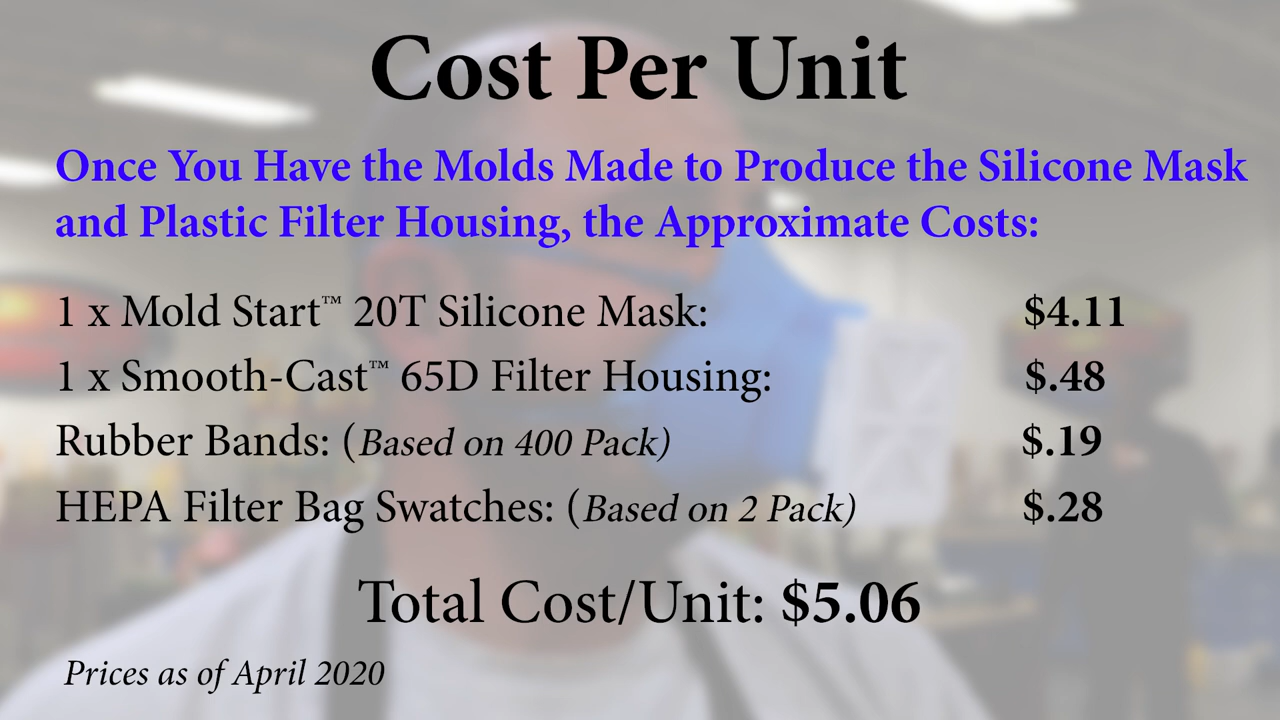 Cost Per Unit
Once You Have the Molds Made to Produce the Silicone Mask
and Plastic Filter Housing, the Approximate Costs:
1 x Mold Start™ 20T Silicone Mask: $4.11
1 x Smooth-Cast™ 65D Filter Housing: $.48
Rubber Bands: (Based on 400 Pack) $.19
HEPA Filter Bag Swatches: (Based on 2 Pack) $.28
Total Cost/Unit: $5.06
Prices as of April 2020